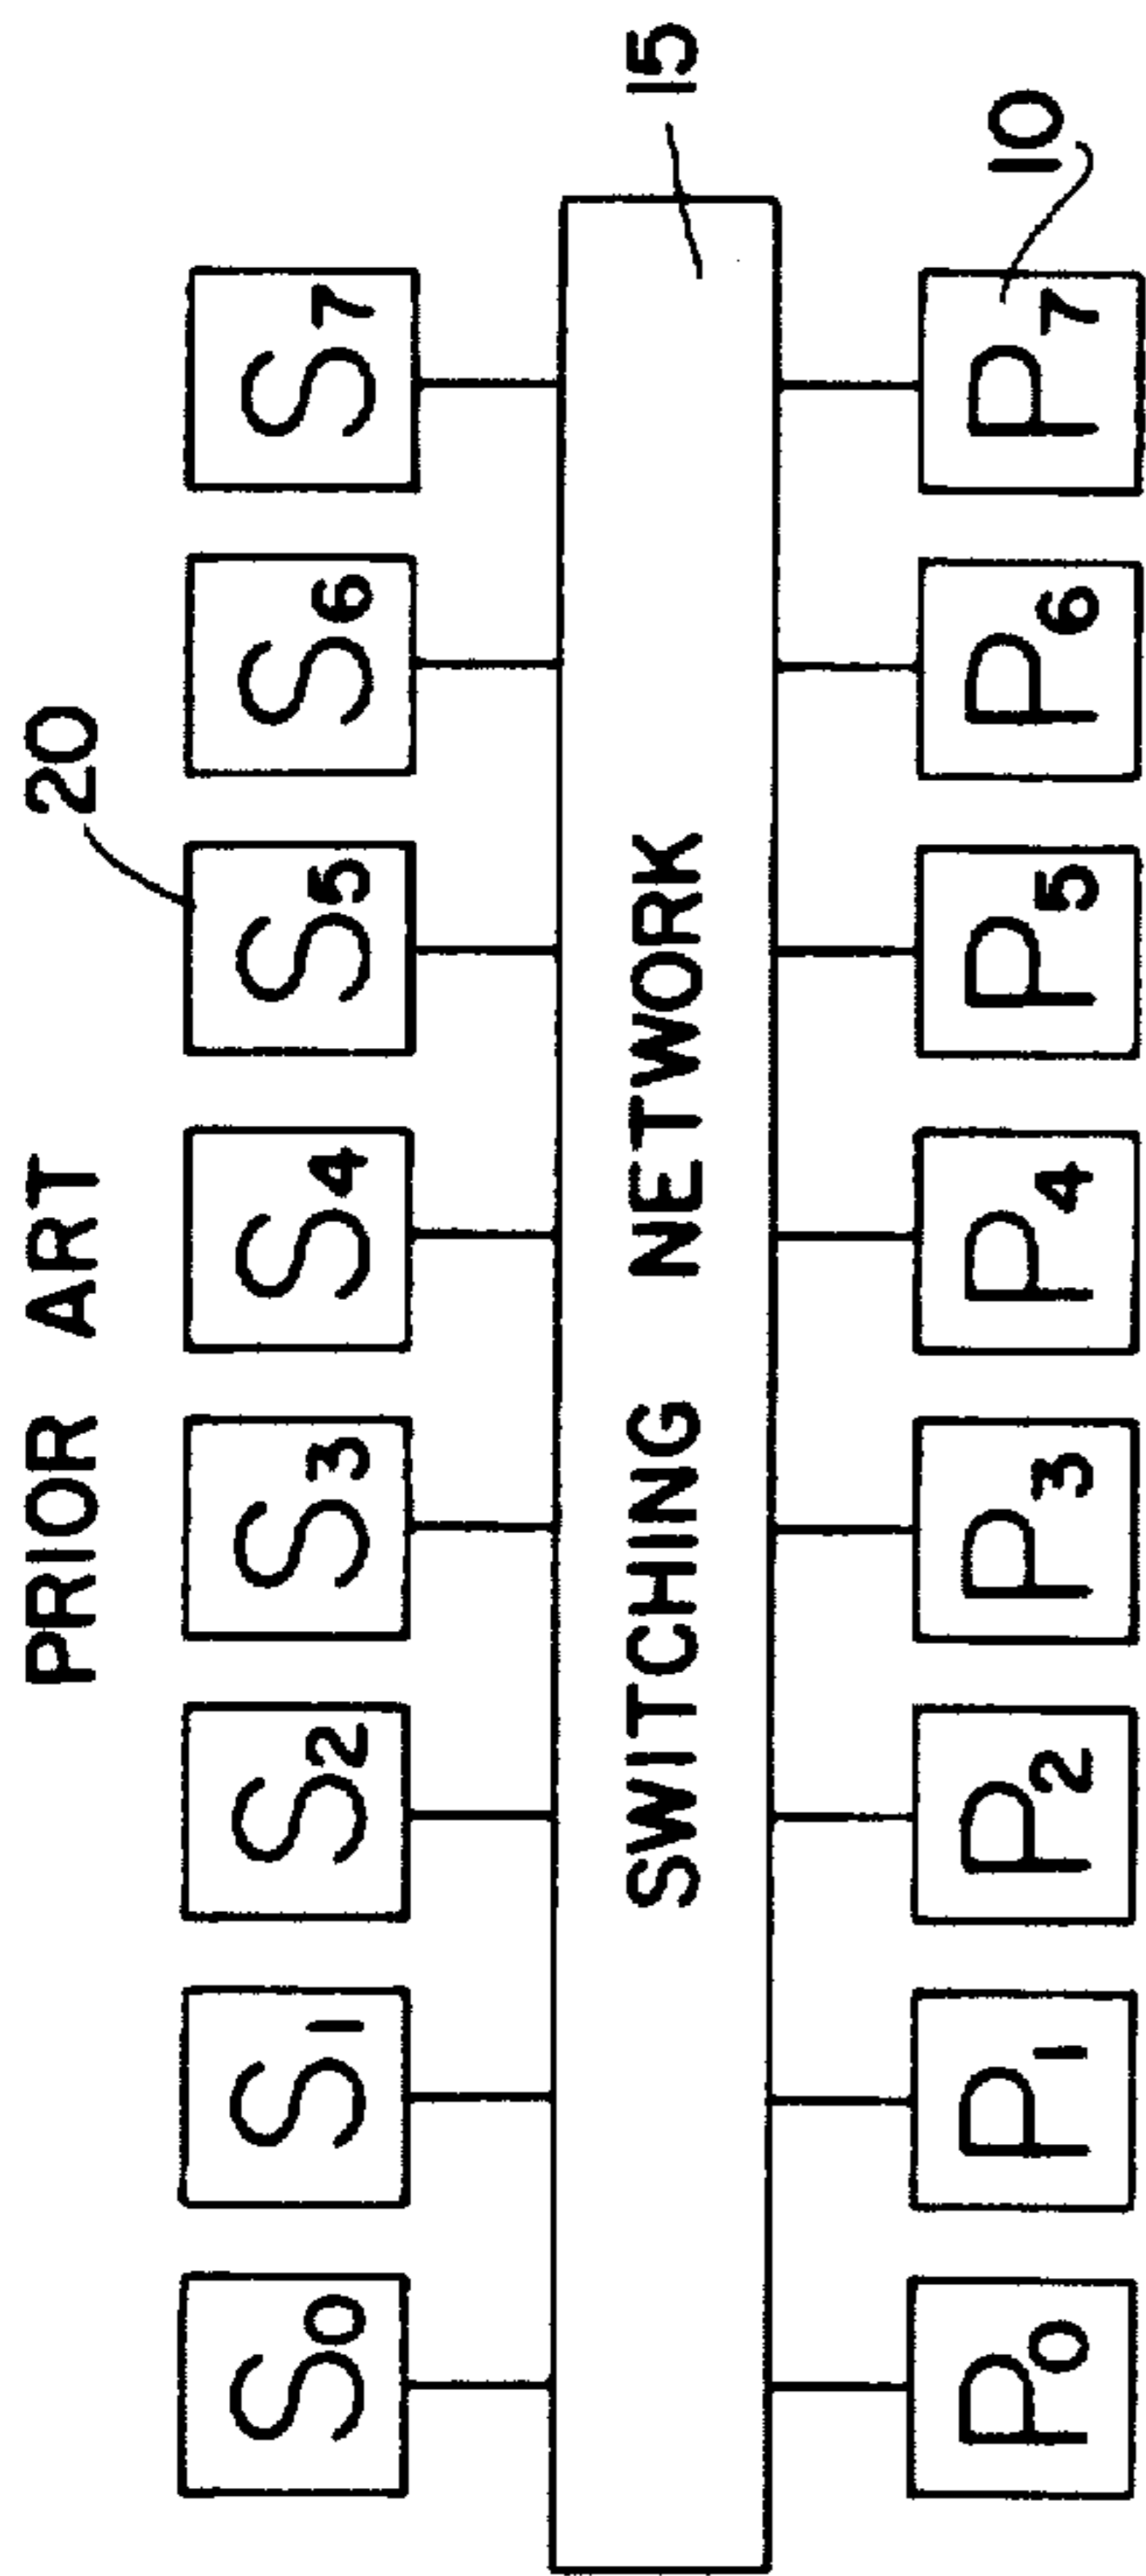 PRIOR ART
20
S0 S1 S2 S3 S4 S5 S6 S7
15
SWITCHING NETWORK
10
P0 P1 P2 P3 P4 P5 P6 P7